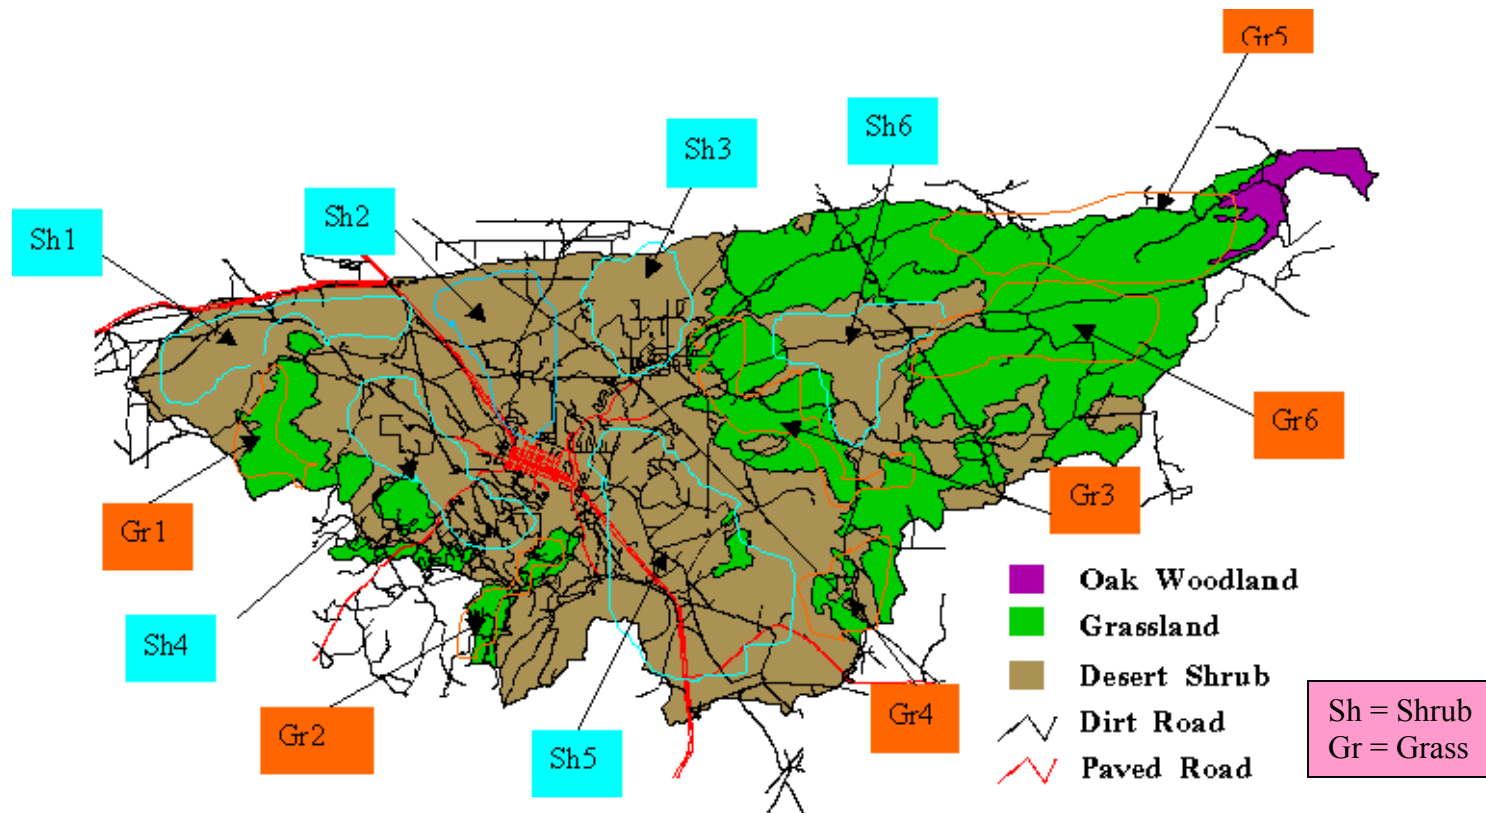 Gr5
Sh3
Sh6
Sh2
Sh1
Gr6
Gr3
Gr1
Sh4
Gr2
Sh5
Gr4
Oak Woodland
Grassland
Desert Shrub
Dirt Road
Paved Road
Sh = Shrub
Gr = Grass